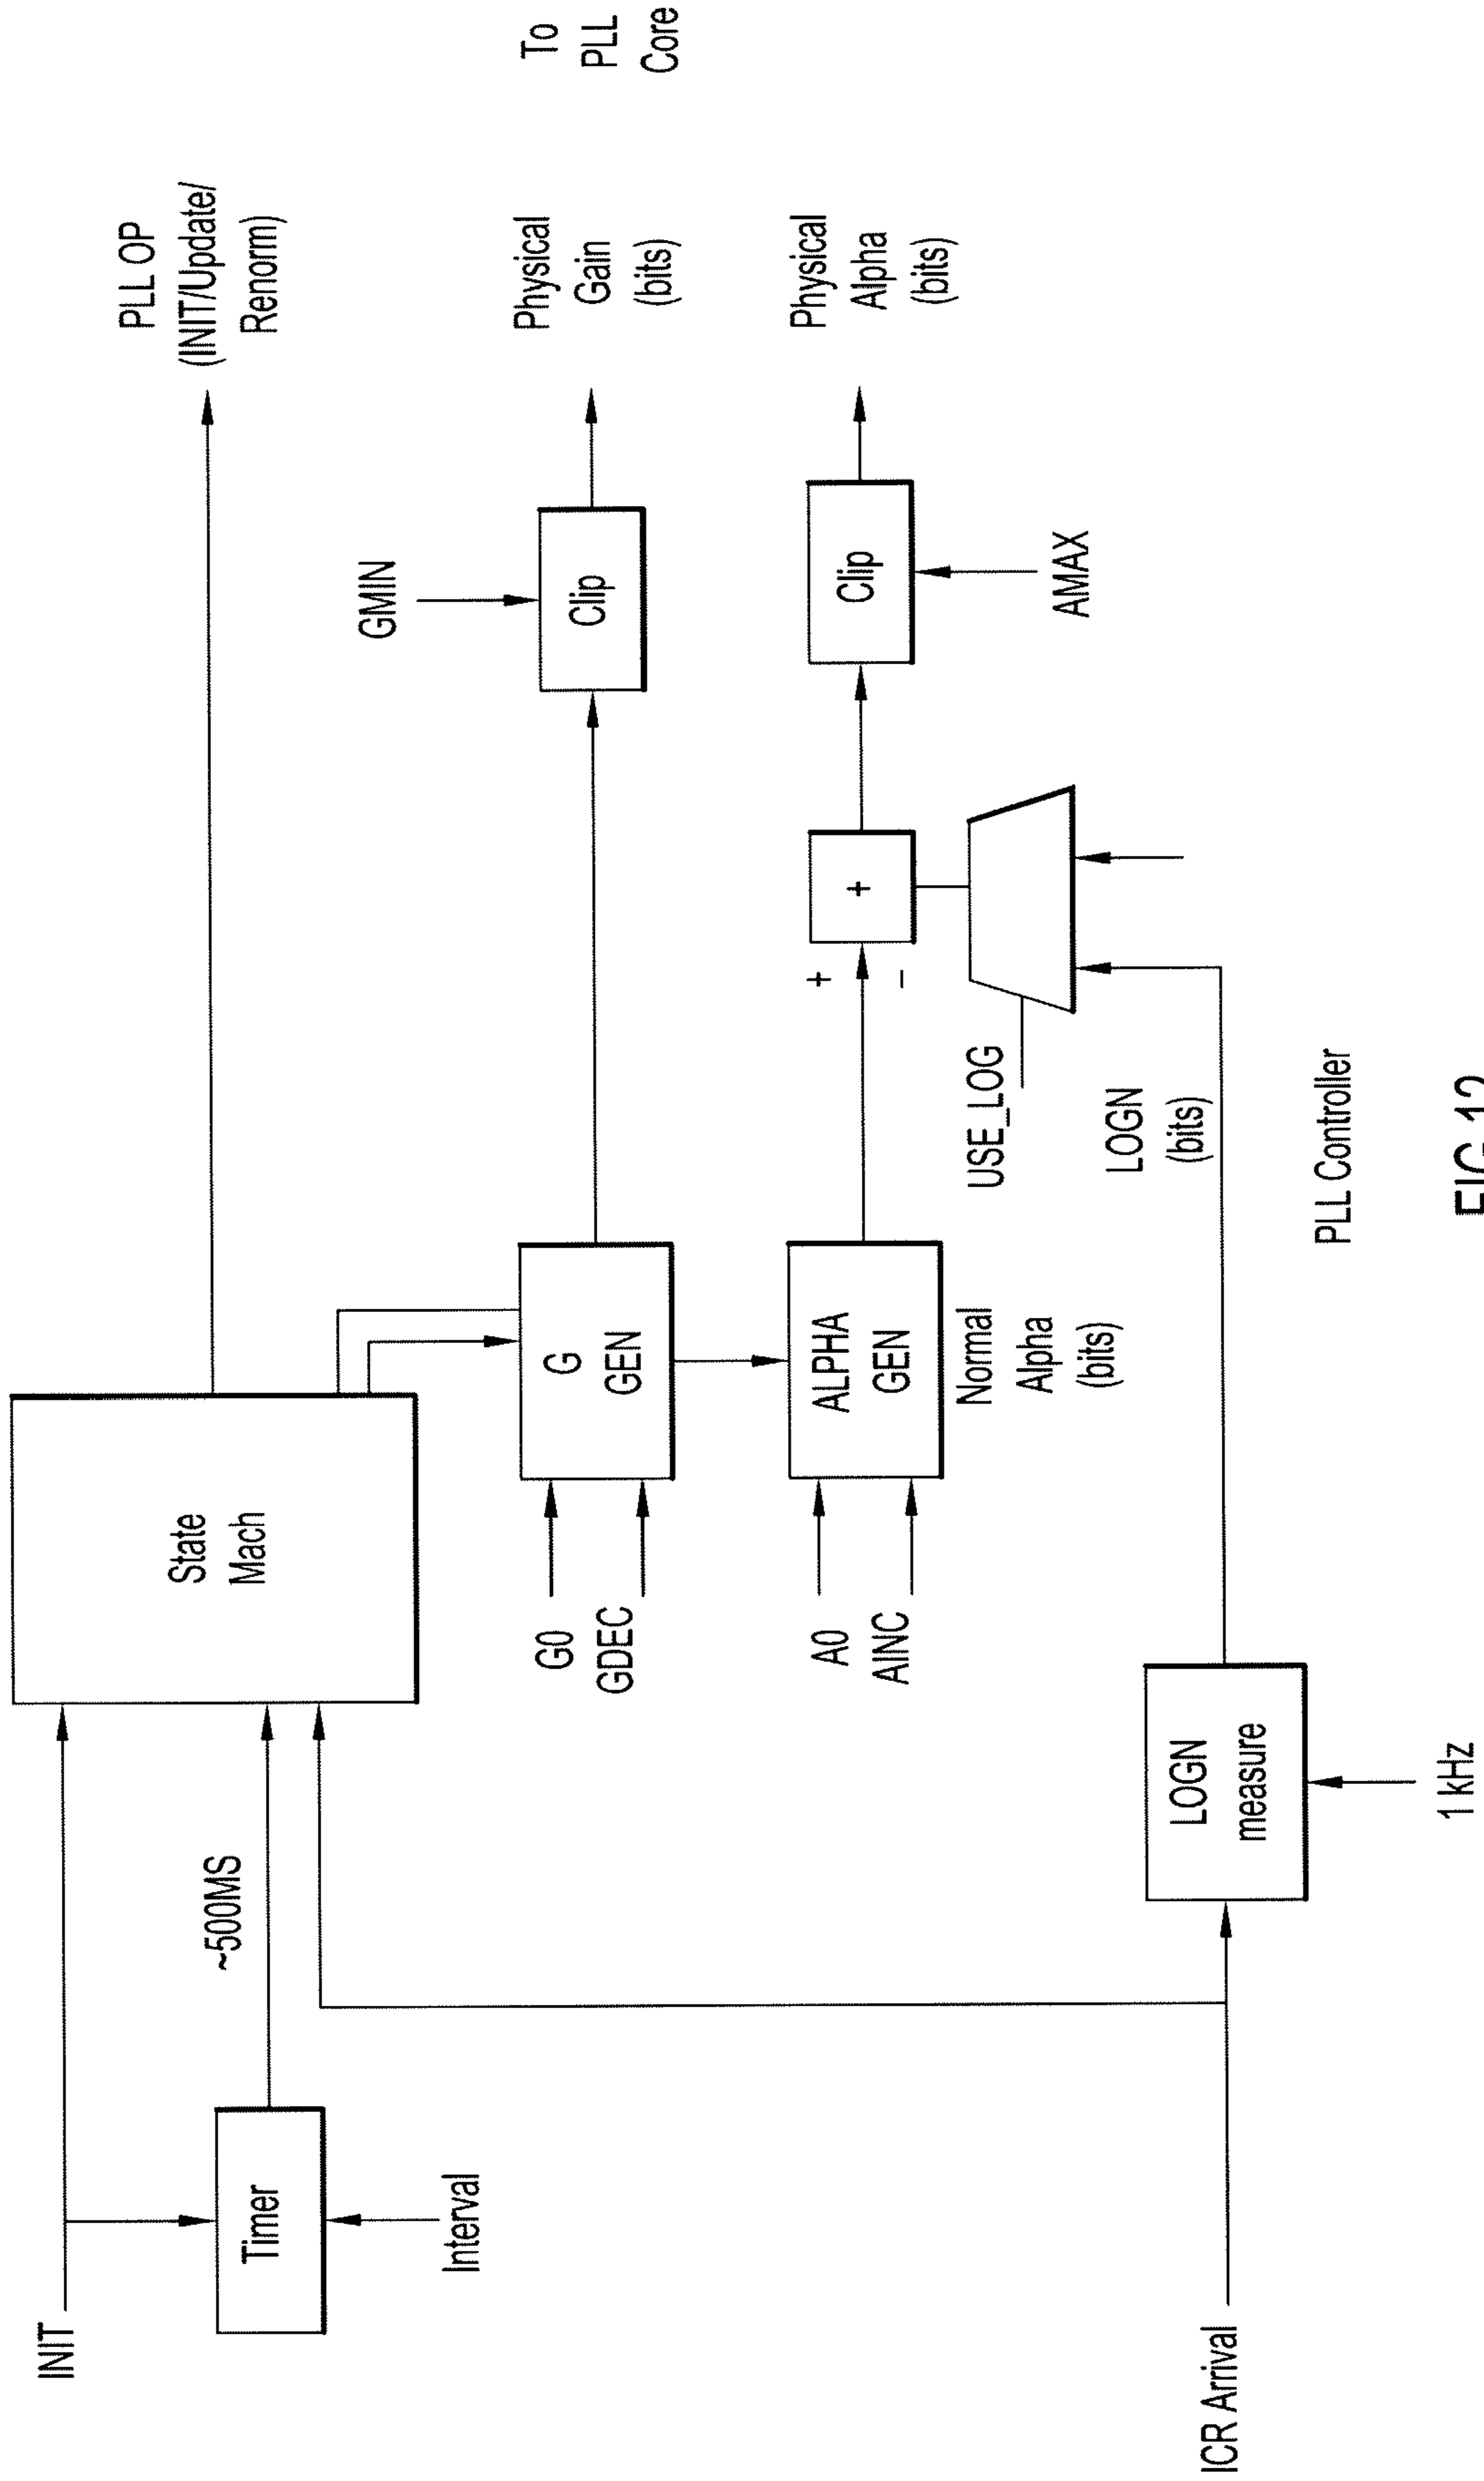 INIT
Timer
Interval
~500MS
State
Mach
PLL OP
(INIT/Update/
Renorm)
G0
GDEC
G
GEN
GMIN
Clip
Physical
Gain
(bits)
To
PLL
Core
A0
AINC
ALPHA
GEN
Normal
Alpha
(bits)
+
−
+
USE_LOG
Clip
AMAX
Physical
Alpha
(bits)
ICR Arrival
LOGN
measure
1 kHz
LOGN
(bits)
PLL Controller
FIG 12